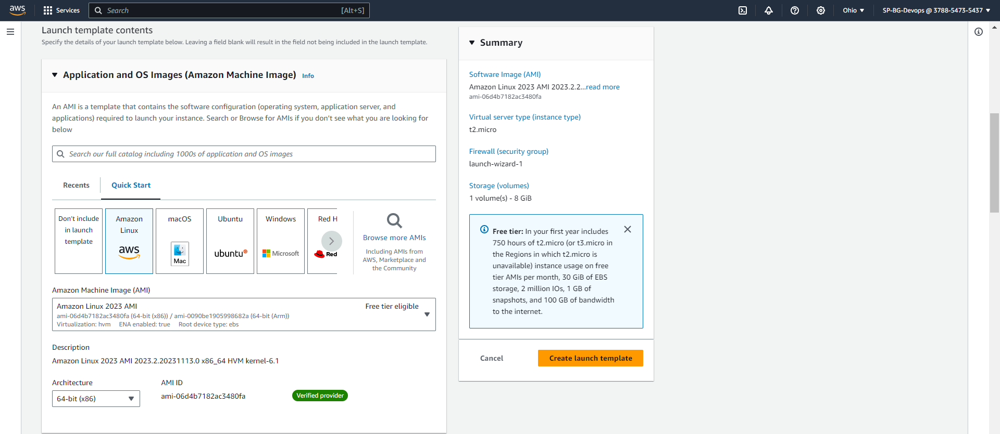 aws
Services
Search
[Alt+S]
Ohio
SP-BG-Devops @ 3788-5473-5437
Launch template contents
Specify the details of your launch template below. Leaving a field blank will result in the field not being included in the launch template.
Application and OS Images (Amazon Machine Image) Info
An AMI is a template that contains the software configuration (operating system, application server, and
applications) required to launch your instance. Search or Browse for AMIs if you don't see what you are looking for
below
Search our full catalog including 1000s of application and OS images
Recents
Quick Start
Don't include
in launch
template
Amazon
Linux
aws
macOS
Mac
Ubuntu
ubuntu
Windows
Microsoft
Red H
Red
Browse more AMIs
Including AMIs from
AWS, Marketplace and
the Community
Amazon Machine Image (AMI)
Amazon Linux 2023 AMI
Free tier eligible
ami-06d4b7182ac3480fa (64-bit (x86)) / ami-0090be1905998682a (64-bit (Arm))
Virtualization: hvm ENA enabled: true Root device type: ebs
Description
Amazon Linux 2023 AMI 2023.2.20231113.0 x86_64 HVM kernel-6.1
Architecture
64-bit (x86)
AMI ID
ami-06d4b7182ac3480fa
Verified provider
Summary
Software Image (AMI)
Amazon Linux 2023 AMI 2023.2.2...read more
ami-06d4b7182ac3480fa
Virtual server type (instance type)
t2.micro
Firewall (security group)
launch-wizard-1
Storage (volumes)
1 volume(s) - 8 GiB
Free tier: In your first year includes
750 hours of t2.micro (or t3.micro in
the Regions in which t2.micro is
unavailable) instance usage on free
tier AMIs per month, 30 GiB of EBS
storage, 2 million IOs, 1 GB of
snapshots, and 100 GB of bandwidth
to the internet.
Cancel
Create launch template